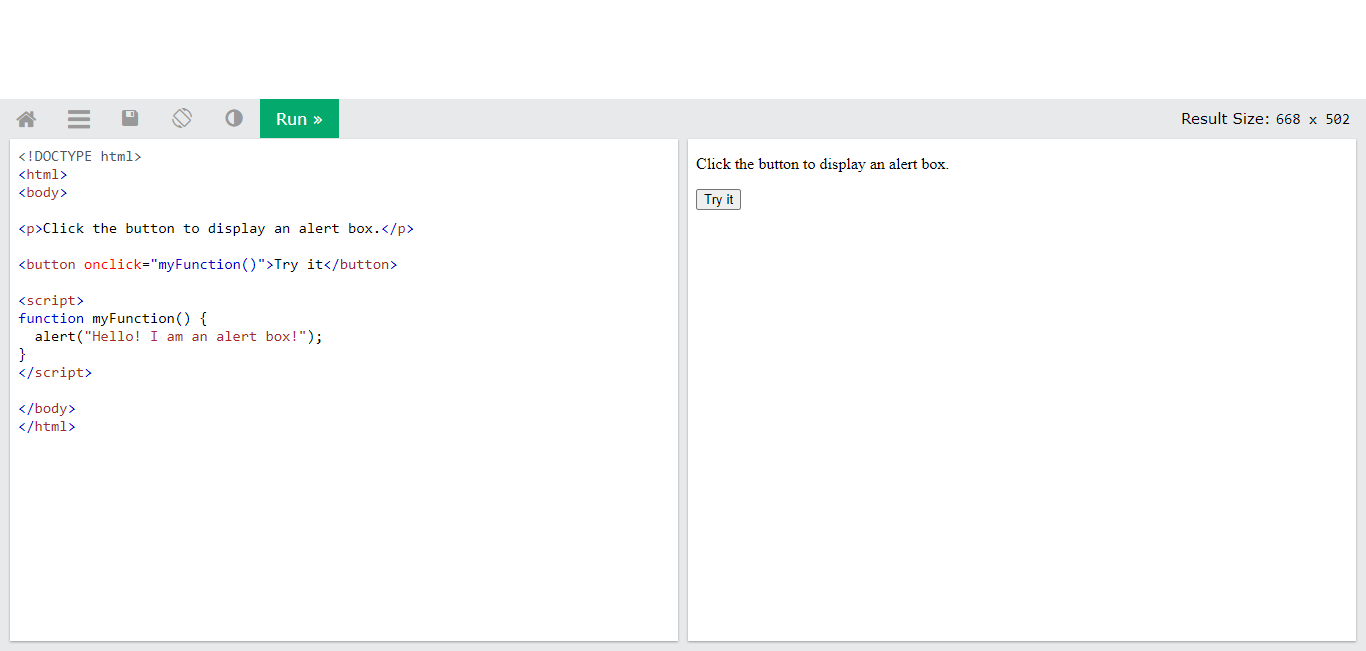 Run »
Result Size: 668 x 502
<!DOCTYPE html>
<html>
<body>
<p>Click the button to display an alert box.</p>
<button onclick="myFunction()">Try it</button>
<script>
function myFunction() {
  alert("Hello! I am an alert box!");
}
</script>
</body>
</html>
Click the button to display an alert box.
Try it